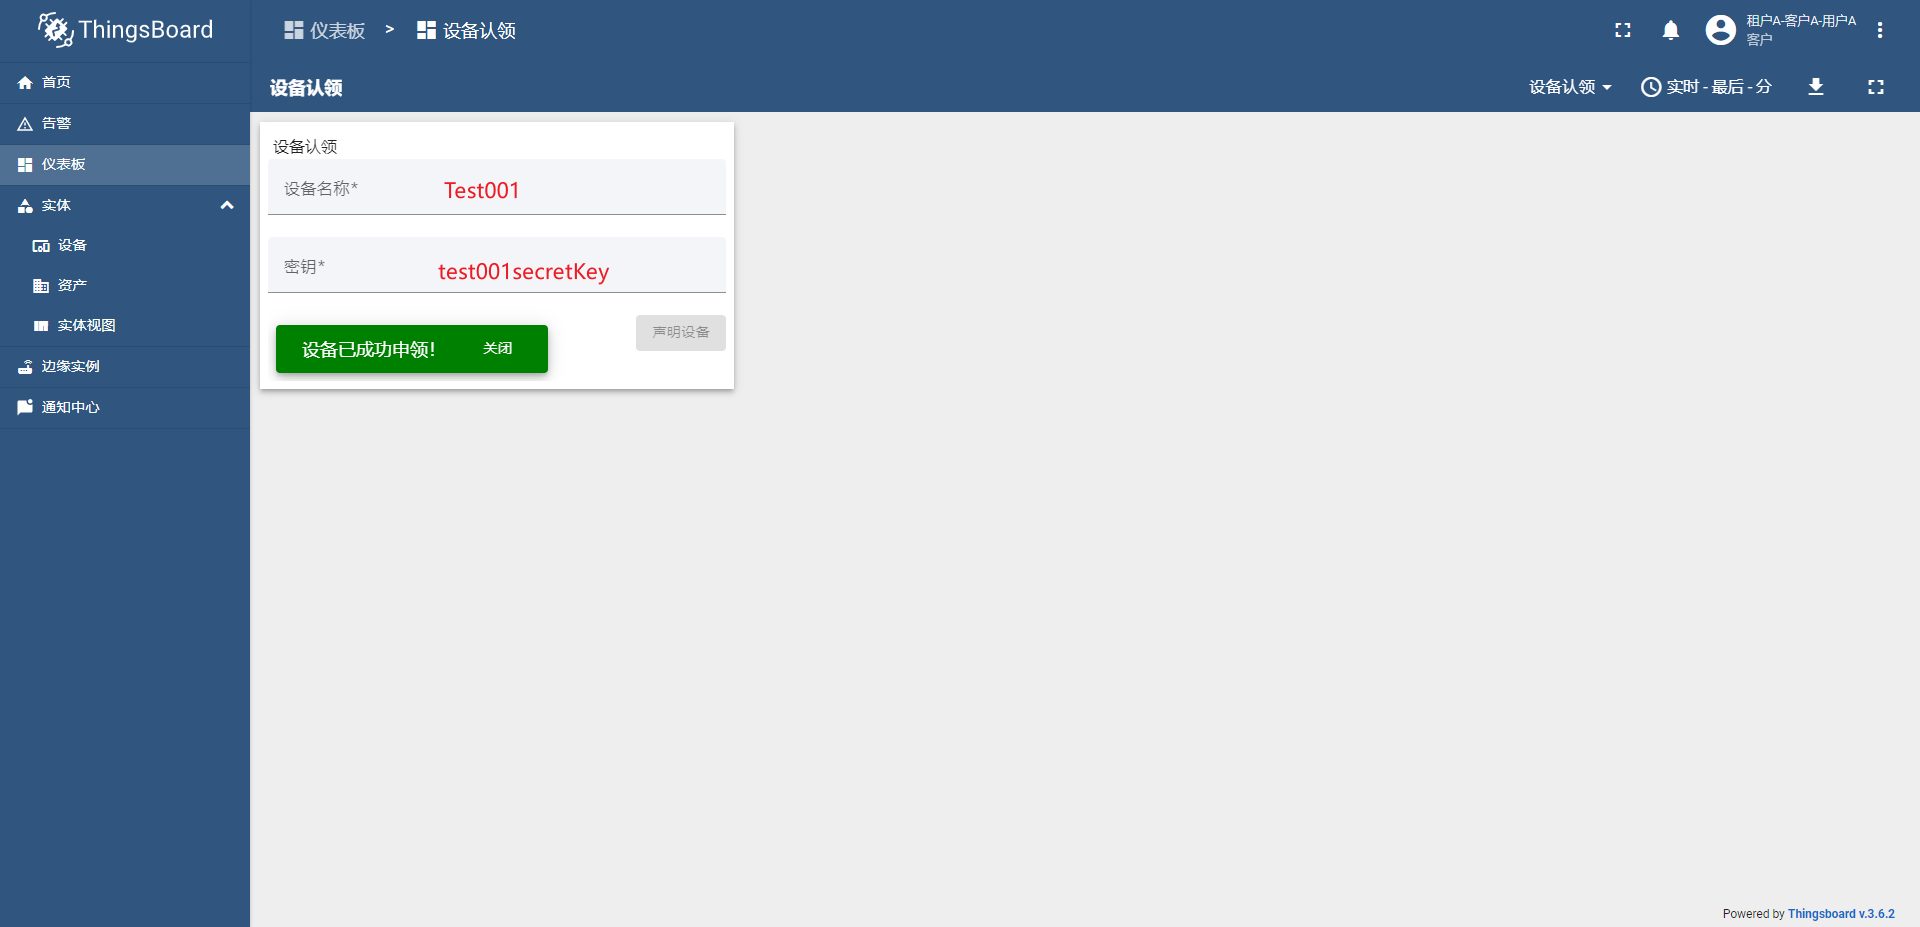 ThingsBoard
仪表板 > 设备认领
租户A-客户A-用户A
客户
首页
告警
仪表板
实体
设备
资产
实体视图
边缘实例
通知中心
设备认领
设备认领
实时 - 最后 - 分
设备认领
设备名称*
Test001
密钥*
test001secretKey
声明设备
设备已成功申领!
关闭
Powered by Thingsboard v.3.6.2